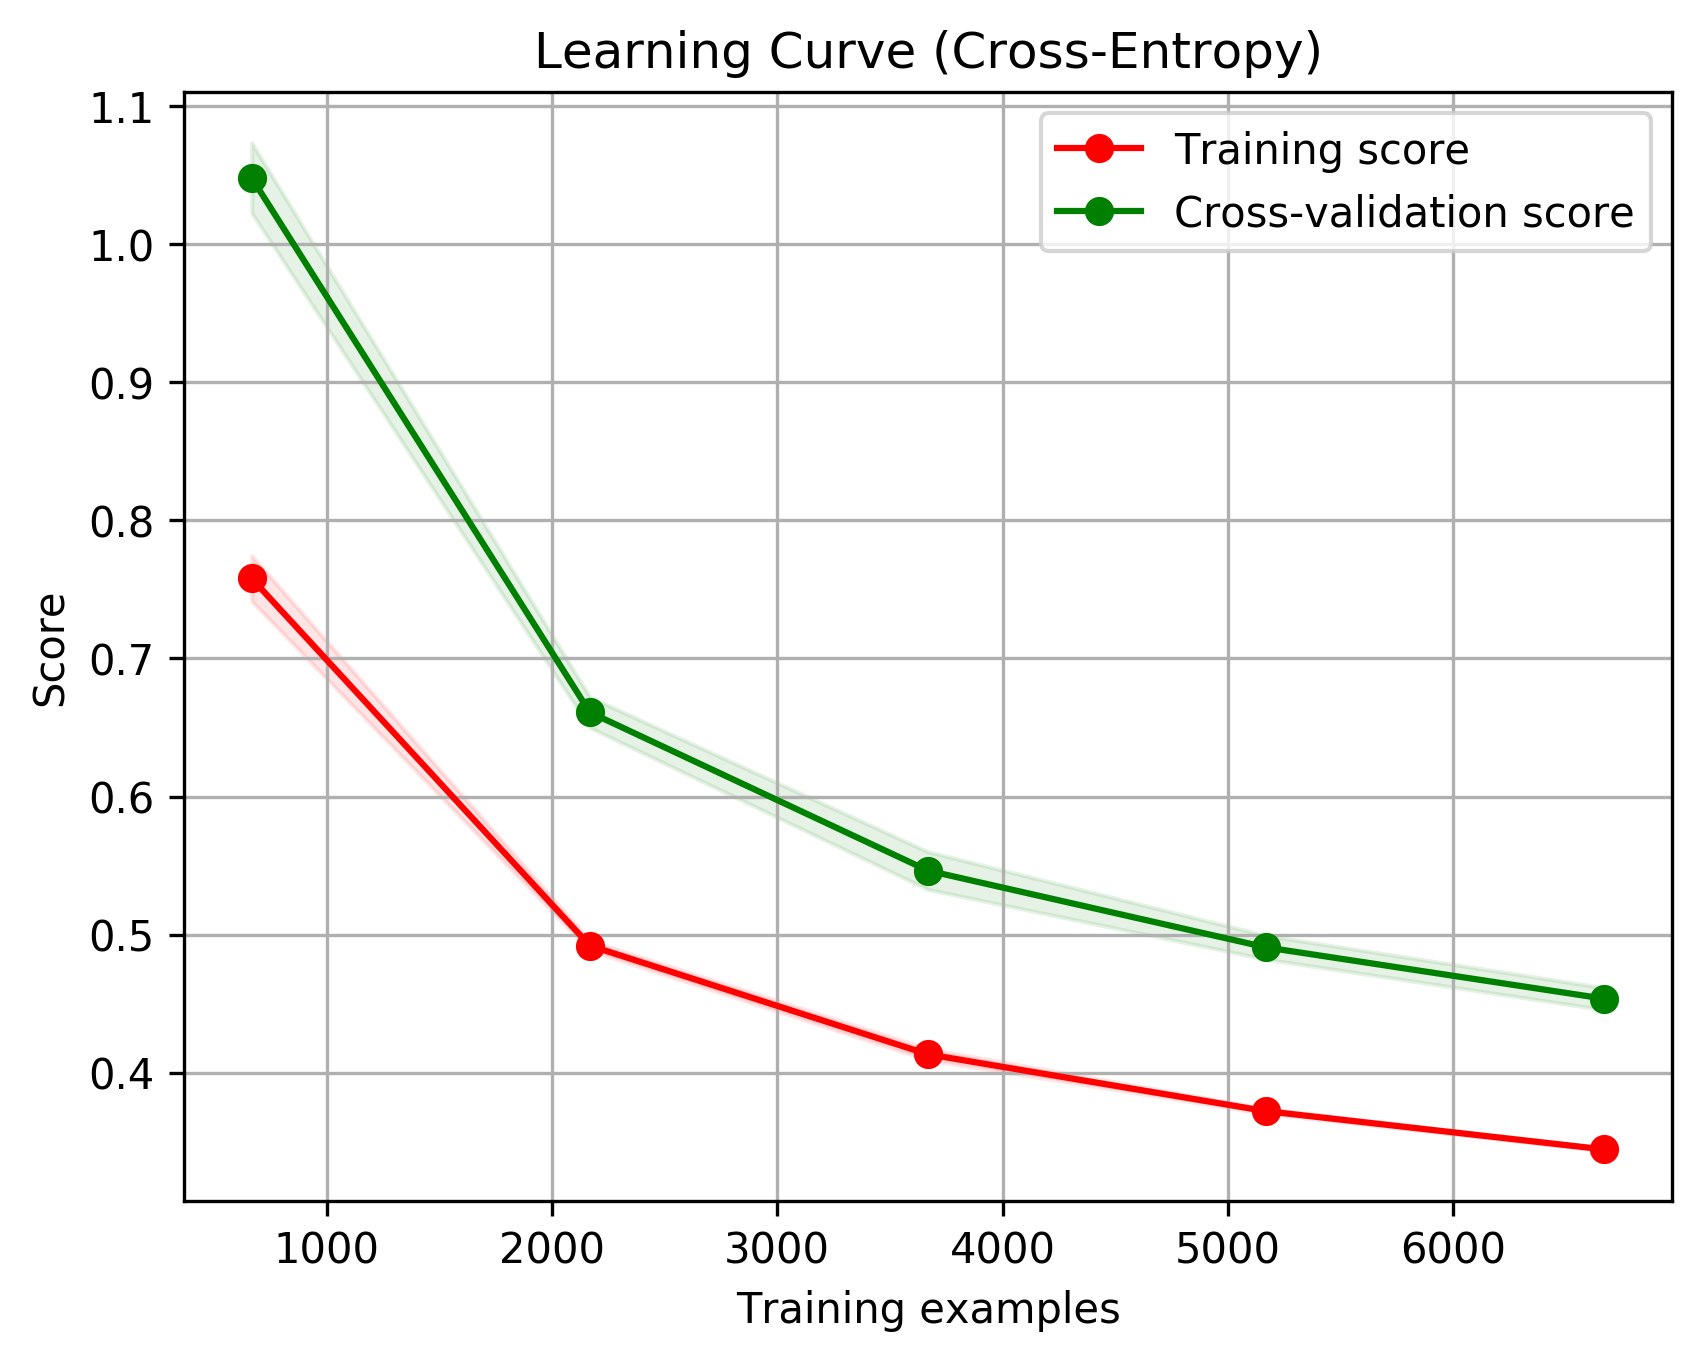 Learning Curve (Cross-Entropy)
Training score
Cross-validation score
1.1
1.0
0.9
0.8
0.7
0.6
0.5
0.4
Score
1000 2000 3000 4000 5000 6000
Training examples